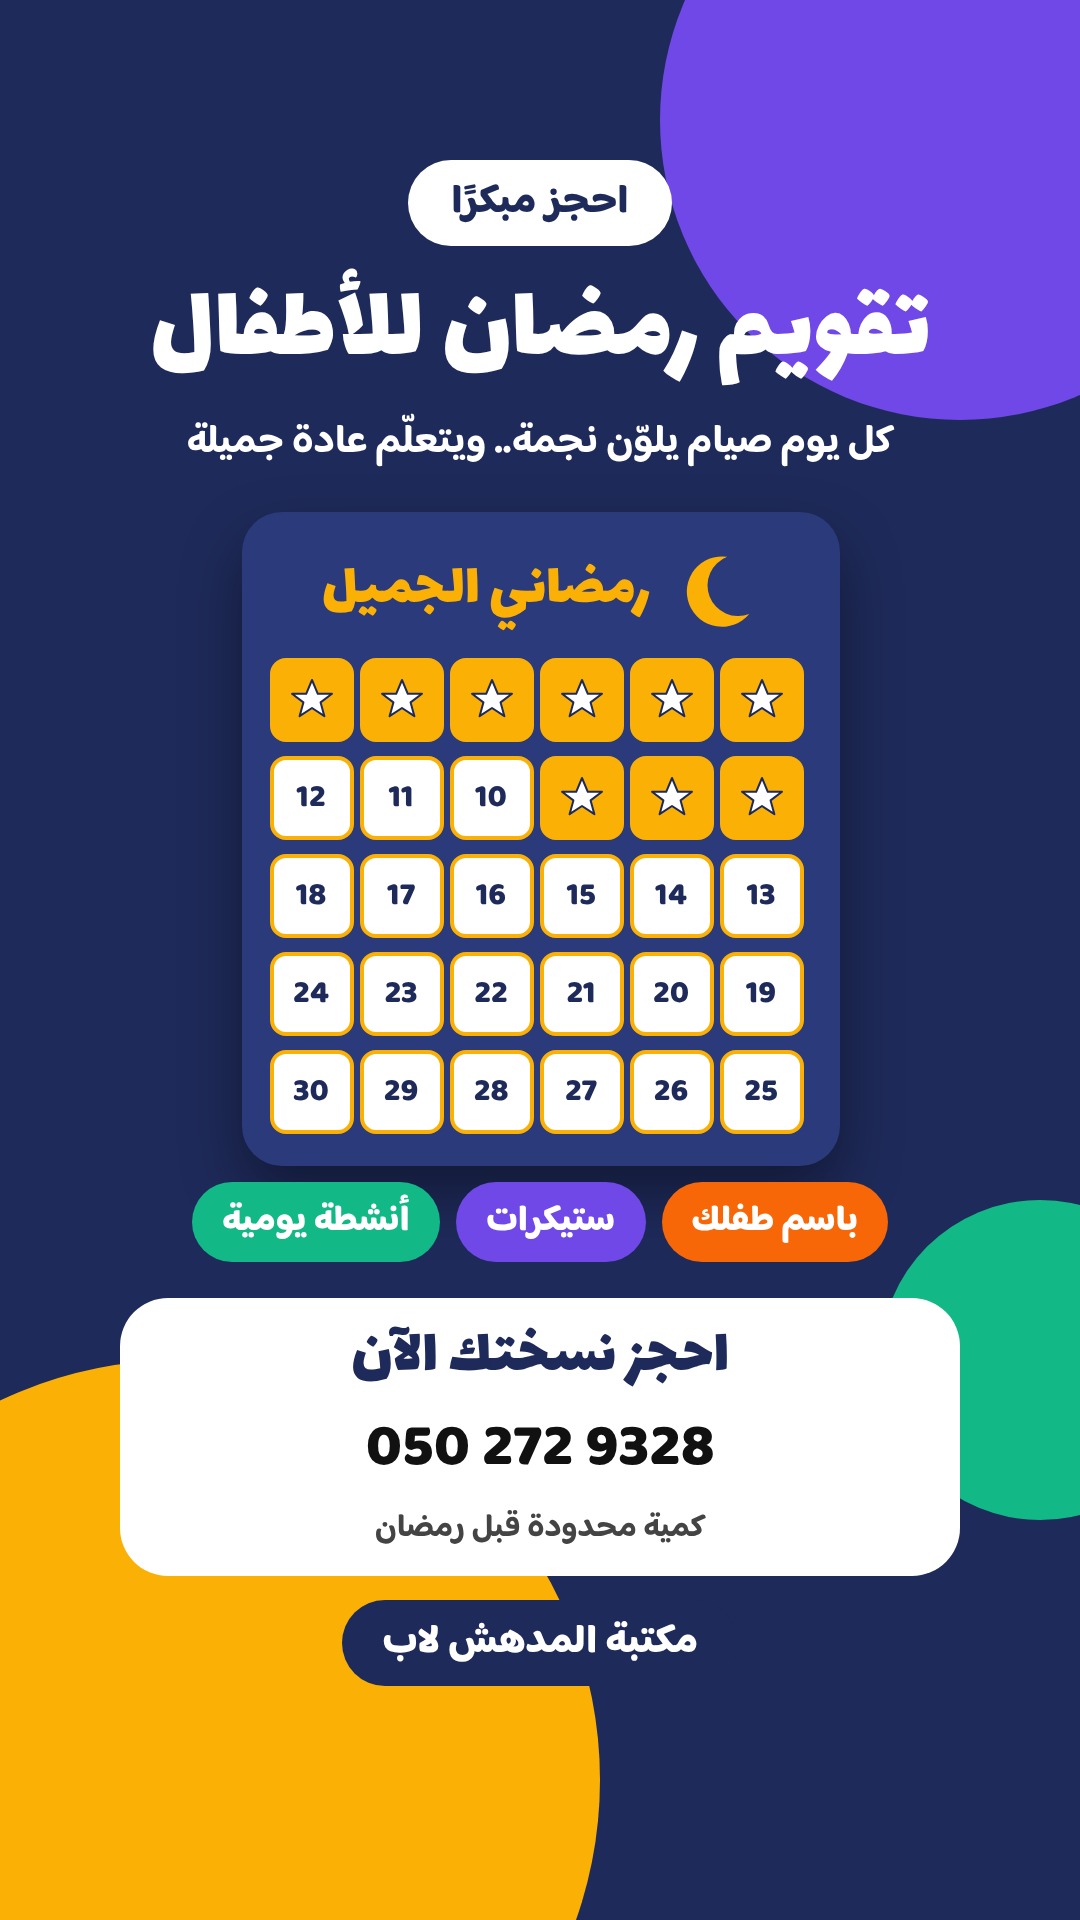 احجز مبكرًا
تقويم رمضان للأطفال
كل يوم صيام يلوّن نجمة.. ويتعلّم عادة جميلة
رمضاني الجميل
10 11 12
13 14 15 16 17 18
19 20 21 22 23 24
25 26 27 28 29 30
باسم طفلك ستيكرات أنشطة يومية
احجز نسختك الآن
050 272 9328
كمية محدودة قبل رمضان
مكتبة المدهش لاب